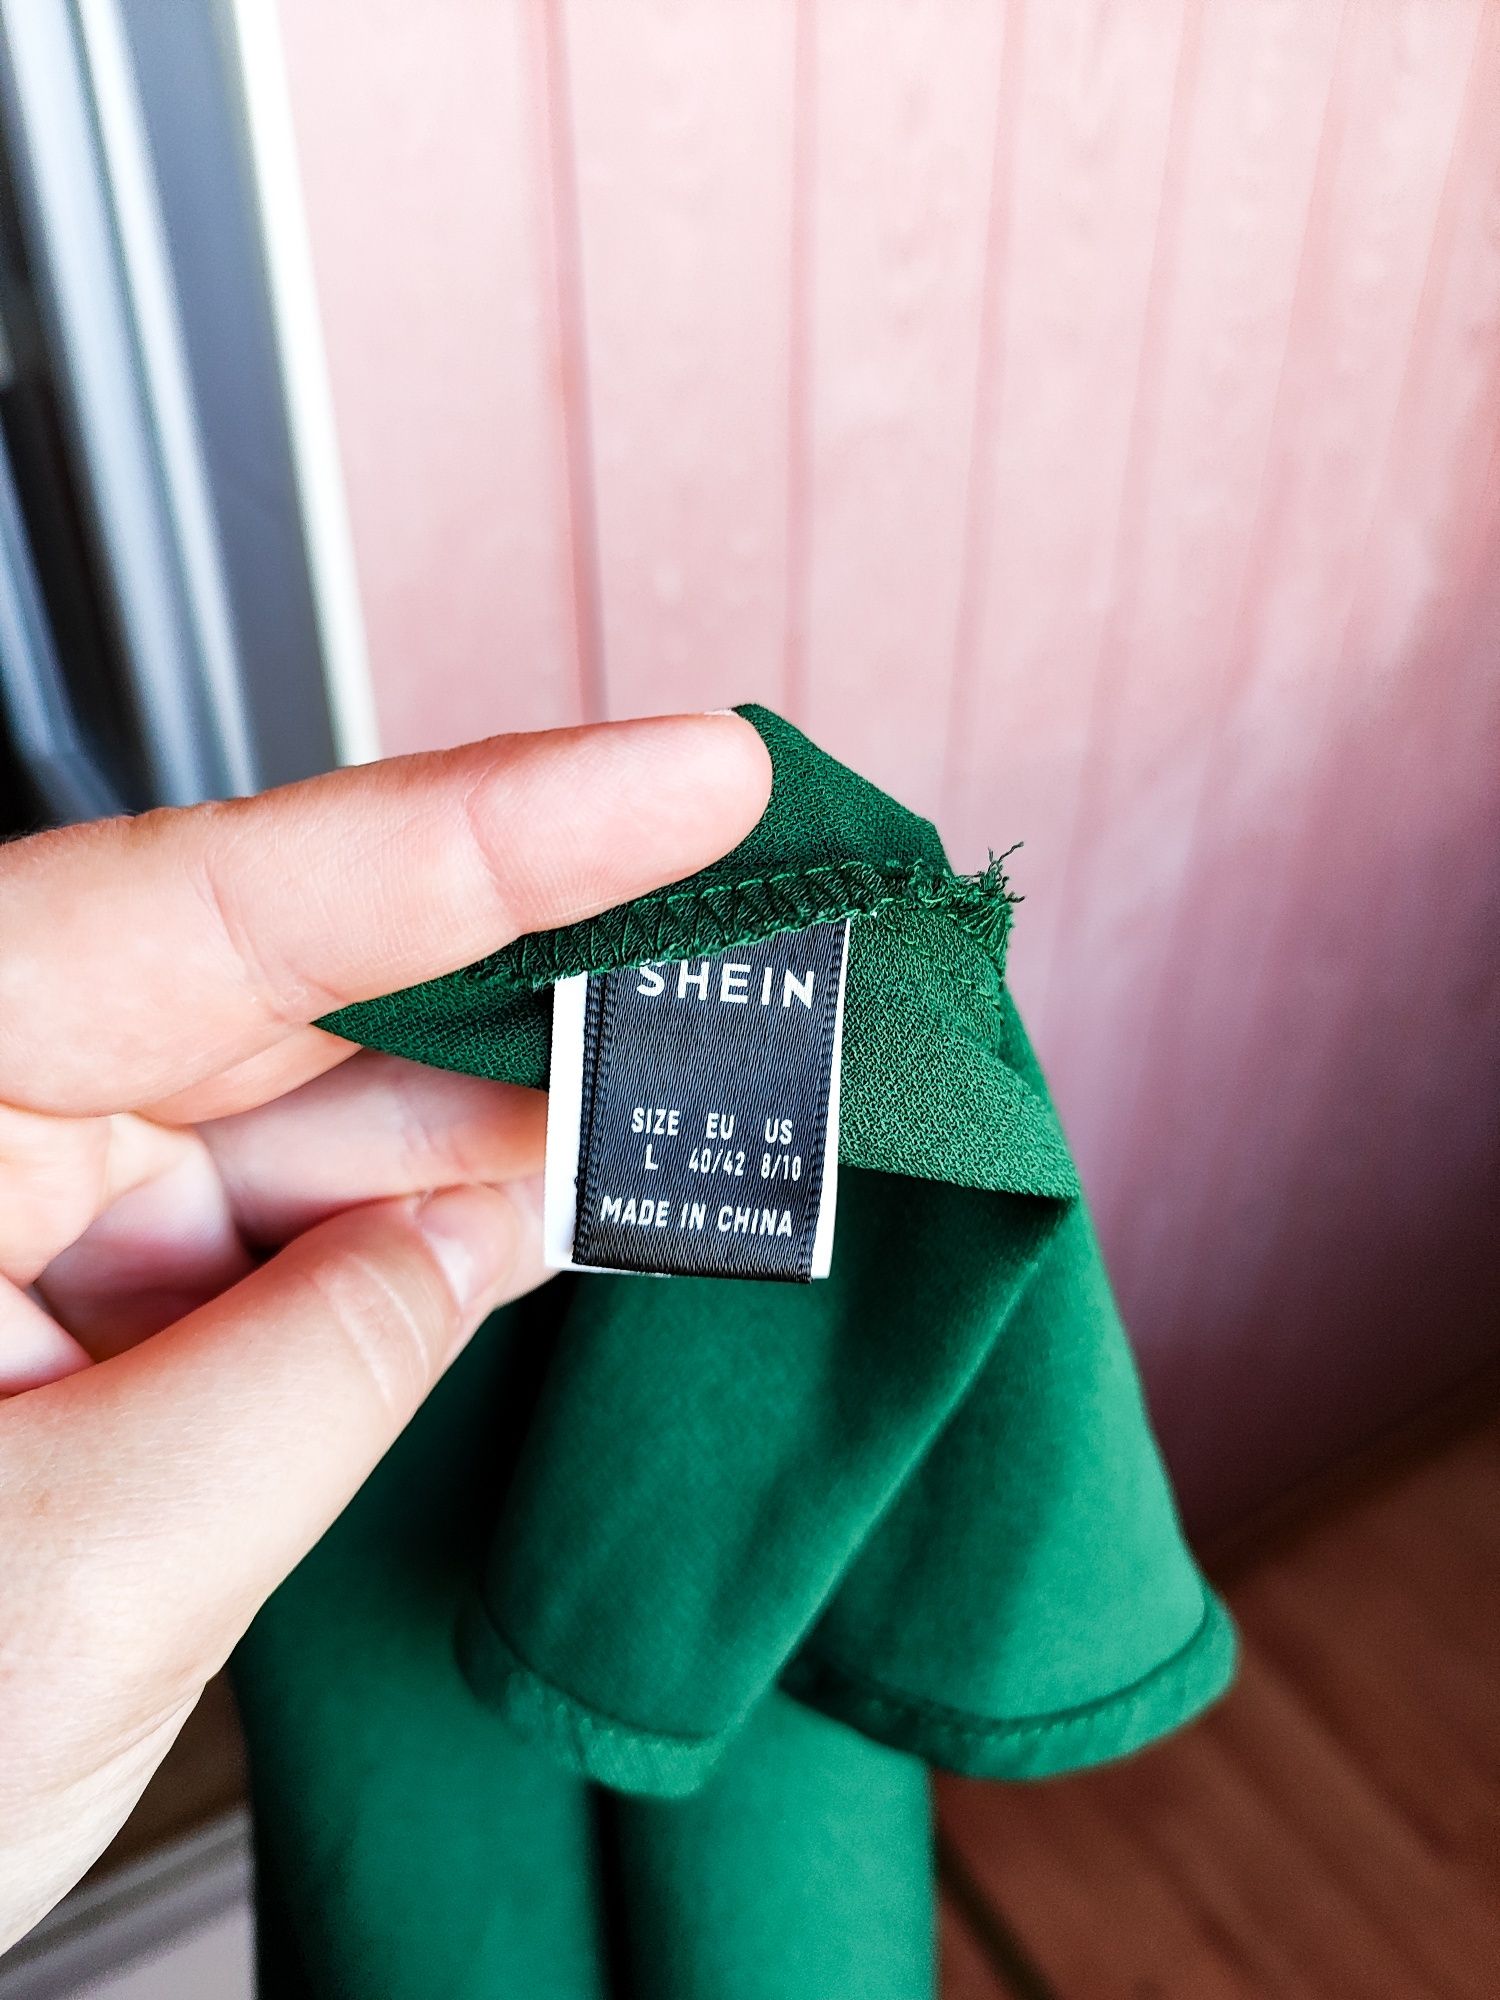 SHEIN
SIZE EU US
L 40/42 8/10
MADE IN CHINA